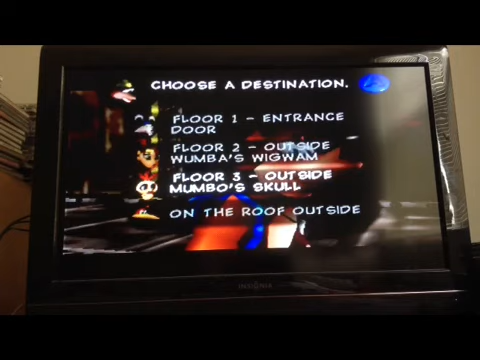 CHOOSE A DESTINATION.
FLOOR 1 - ENTRANCE
DOOR
FLOOR 2 - OUTSIDE
WUMBA'S WIGWAM
FLOOR 3 - OUTSIDE
MUMBO'S SKULL
ON THE ROOF OUTSIDE
INSIGNIA